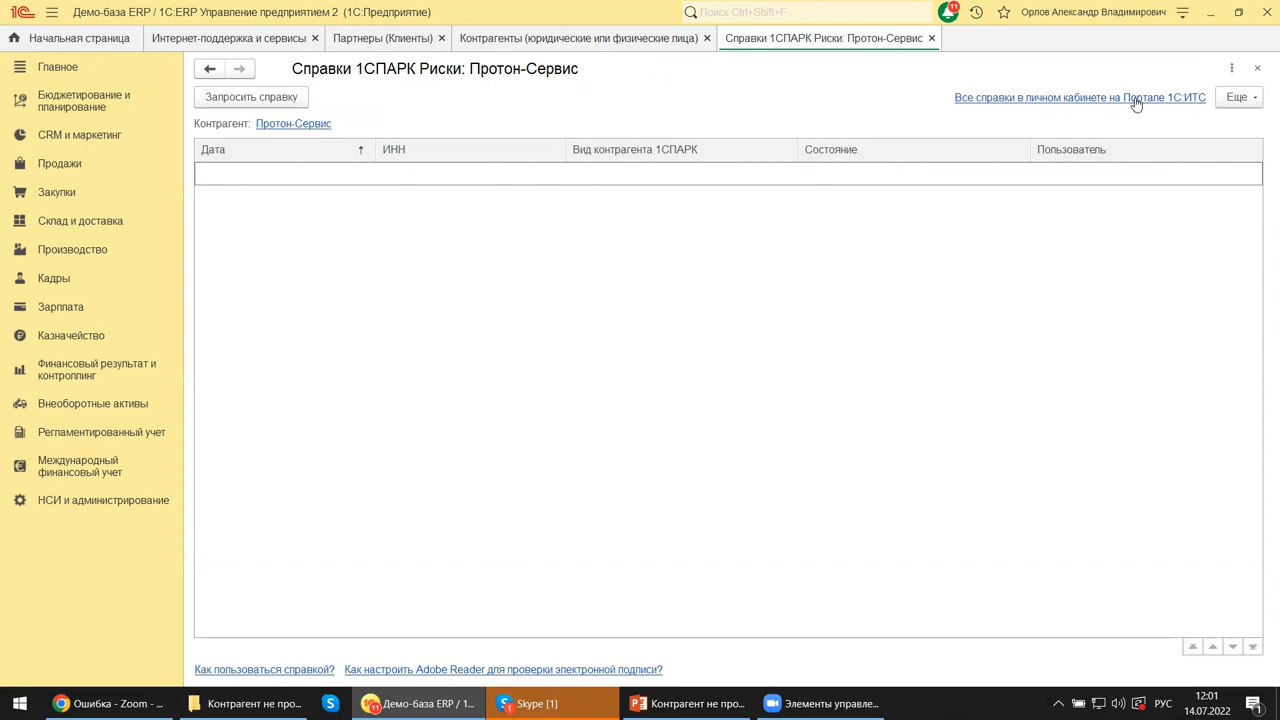 Демо-база ERP / 1С:ERP Управление предприятием 2 (1С:Предприятие)
Поиск Ctrl+Shift+F
11
Орлов Александр Владимирович
Начальная страница
Интернет-поддержка и сервисы
Партнеры (Клиенты)
Контрагенты (юридические или физические лица)
Справки 1СПАРК Риски: Протон-Сервис
Главное
Бюджетирование и
планирование
CRM и маркетинг
Продажи
Закупки
Склад и доставка
Производство
Кадры
Зарплата
Казначейство
Финансовый результат и
контроллинг
Внеоборотные активы
Регламентированный учет
Международный
финансовый учет
НСИ и администрирование
Справки 1СПАРК Риски: Протон-Сервис
Запросить справку
Все справки в личном кабинете на Портале 1С:ИТС
Еще
Контрагент: Протон-Сервис
Дата
ИНН
Вид контрагента 1СПАРК
Состояние
Пользователь
Как пользоваться справкой?
Как настроить Adobe Reader для проверки электронной подписи?
Ошибка - Zoom - ...
Контрагент не про...
Демо-база ERP / 1...
Skype [1]
Контрагент не про...
Элементы управле...
РУС
12:01
14.07.2022